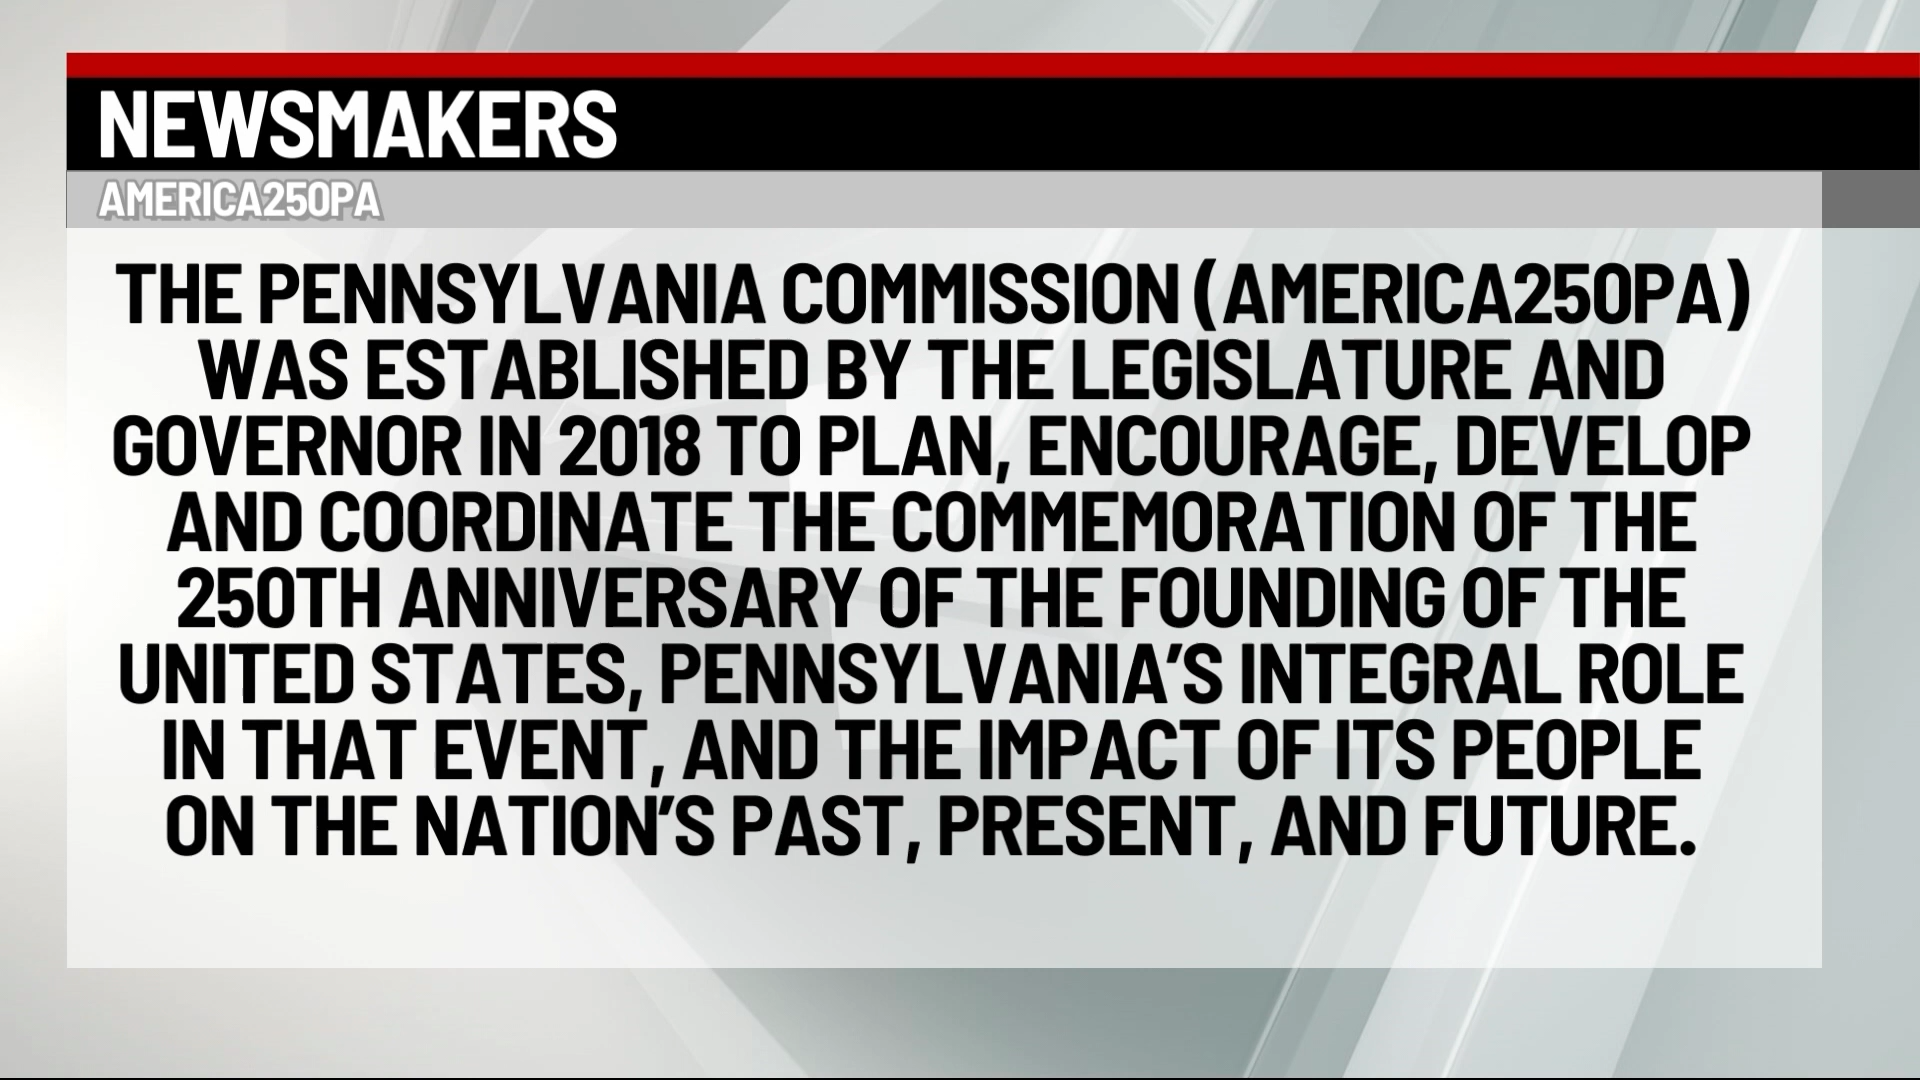 NEWSMAKERS
AMERICA250PA
THE PENNSYLVANIA COMMISSION (AMERICA250PA)
WAS ESTABLISHED BY THE LEGISLATURE AND
GOVERNOR IN 2018 TO PLAN, ENCOURAGE, DEVELOP
AND COORDINATE THE COMMEMORATION OF THE
250TH ANNIVERSARY OF THE FOUNDING OF THE
UNITED STATES, PENNSYLVANIA’S INTEGRAL ROLE
IN THAT EVENT, AND THE IMPACT OF ITS PEOPLE
ON THE NATION’S PAST, PRESENT, AND FUTURE.